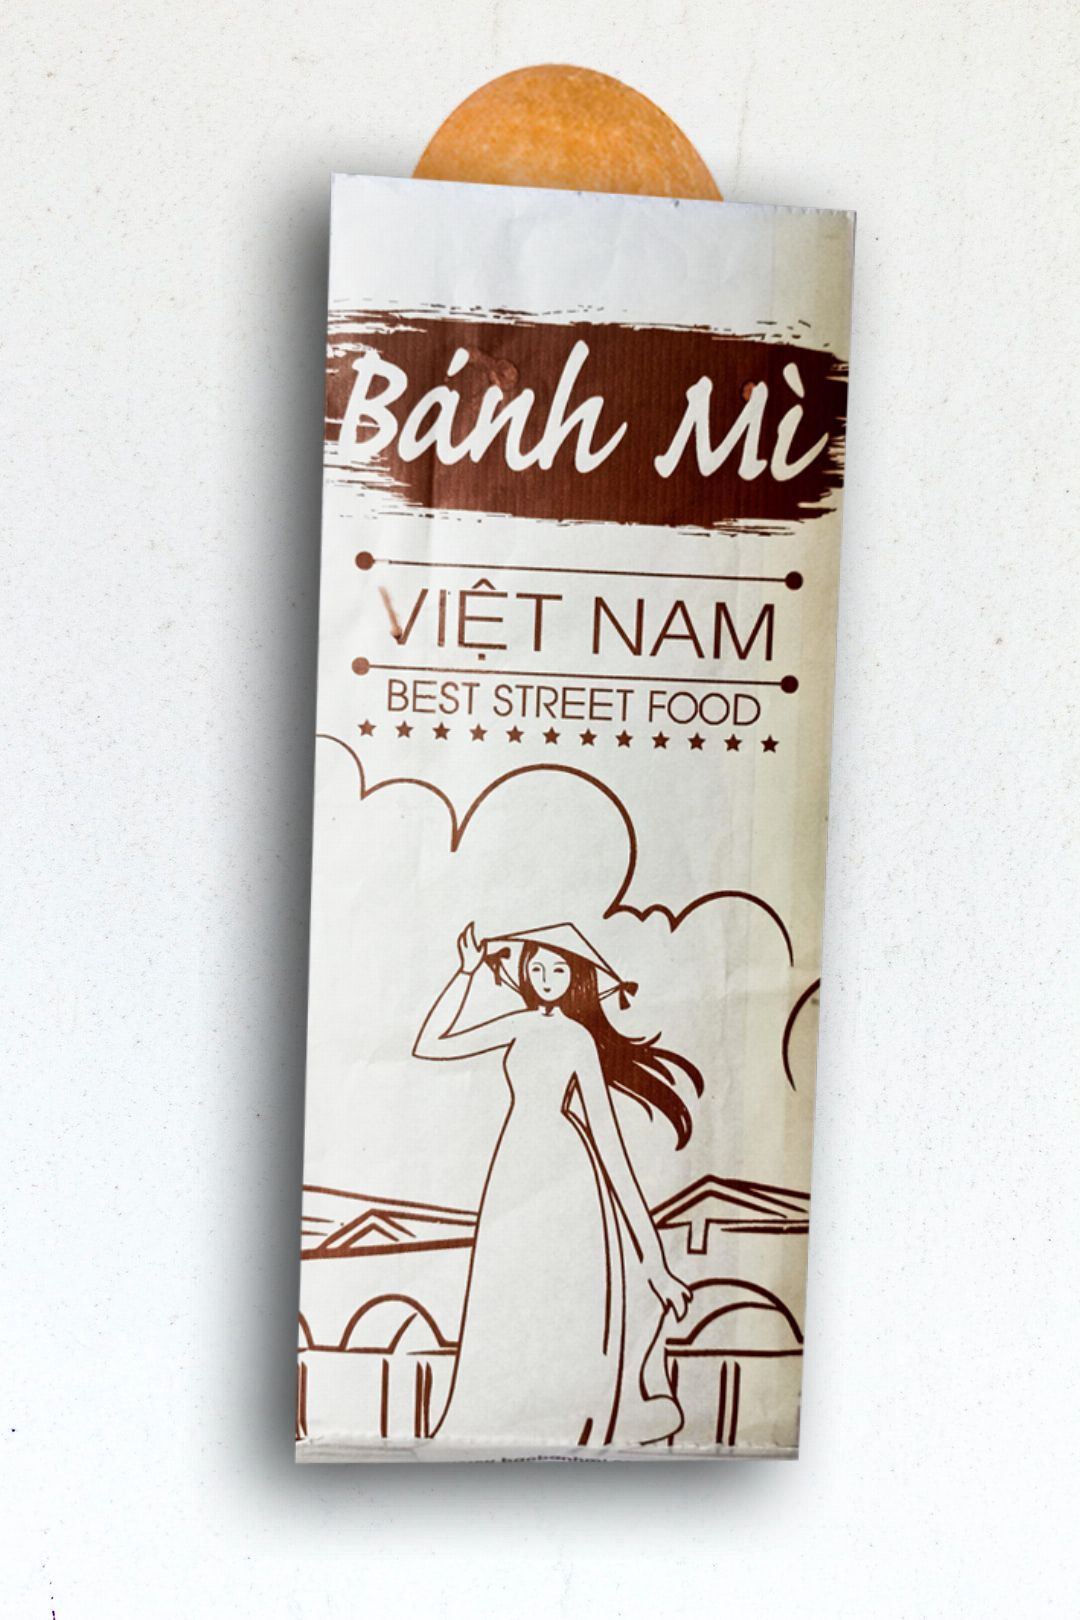 Bánh Mì
VIỆT NAM
BEST STREET FOOD